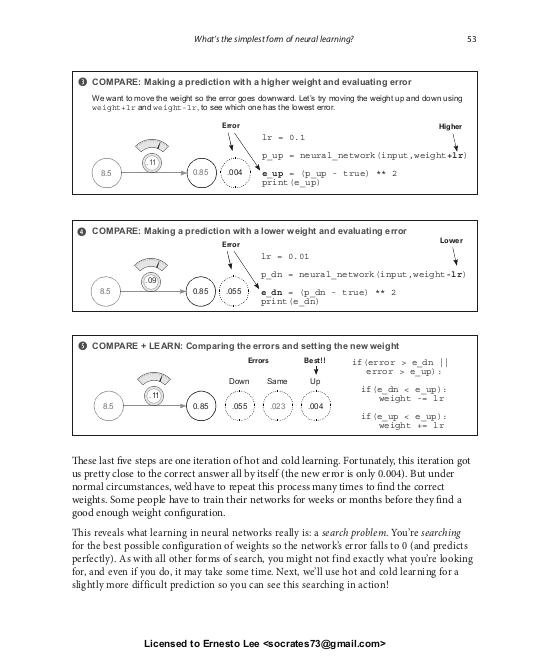 What's the simplest form of neural learning? 53
3 COMPARE: Making a prediction with a higher weight and evaluating error
We want to move the weight so the error goes downward. Let's try moving the weight up and down using
weight+lr and weight-lr, to see which one has the lowest error.
Error
Higher
lr = 0.1
p_up = neural_network(input,weight+lr)
.11
8.5 0.85 .004
e_up = (p_up - true) ** 2
print(e_up)
4 COMPARE: Making a prediction with a lower weight and evaluating error
Error
Lower
lr = 0.01
p_dn = neural_network(input,weight-lr)
.09
8.5 0.85 .055
e_dn = (p_dn - true) ** 2
print(e_dn)
5 COMPARE + LEARN: Comparing the errors and setting the new weight
Errors Best!!
Down Same Up
.11
8.5 0.85 .055 .023 .004
if(error > e_dn ||
error > e_up):
if(e_dn < e_up):
weight -= lr
if(e_up < e_up):
weight += lr
These last five steps are one iteration of hot and cold learning. Fortunately, this iteration got
us pretty close to the correct answer all by itself (the new error is only 0.004). But under
normal circumstances, we'd have to repeat this process many times to find the correct
weights. Some people have to train their networks for weeks or months before they find a
good enough weight configuration.
This reveals what learning in neural networks really is: a search problem. You're searching
for the best possible configuration of weights so the network's error falls to 0 (and predicts
perfectly). As with all other forms of search, you might not find exactly what you're looking
for, and even if you do, it may take some time. Next, we'll use hot and cold learning for a
slightly more difficult prediction so you can see this searching in action!
Licensed to Ernesto Lee <socrates73@gmail.com>